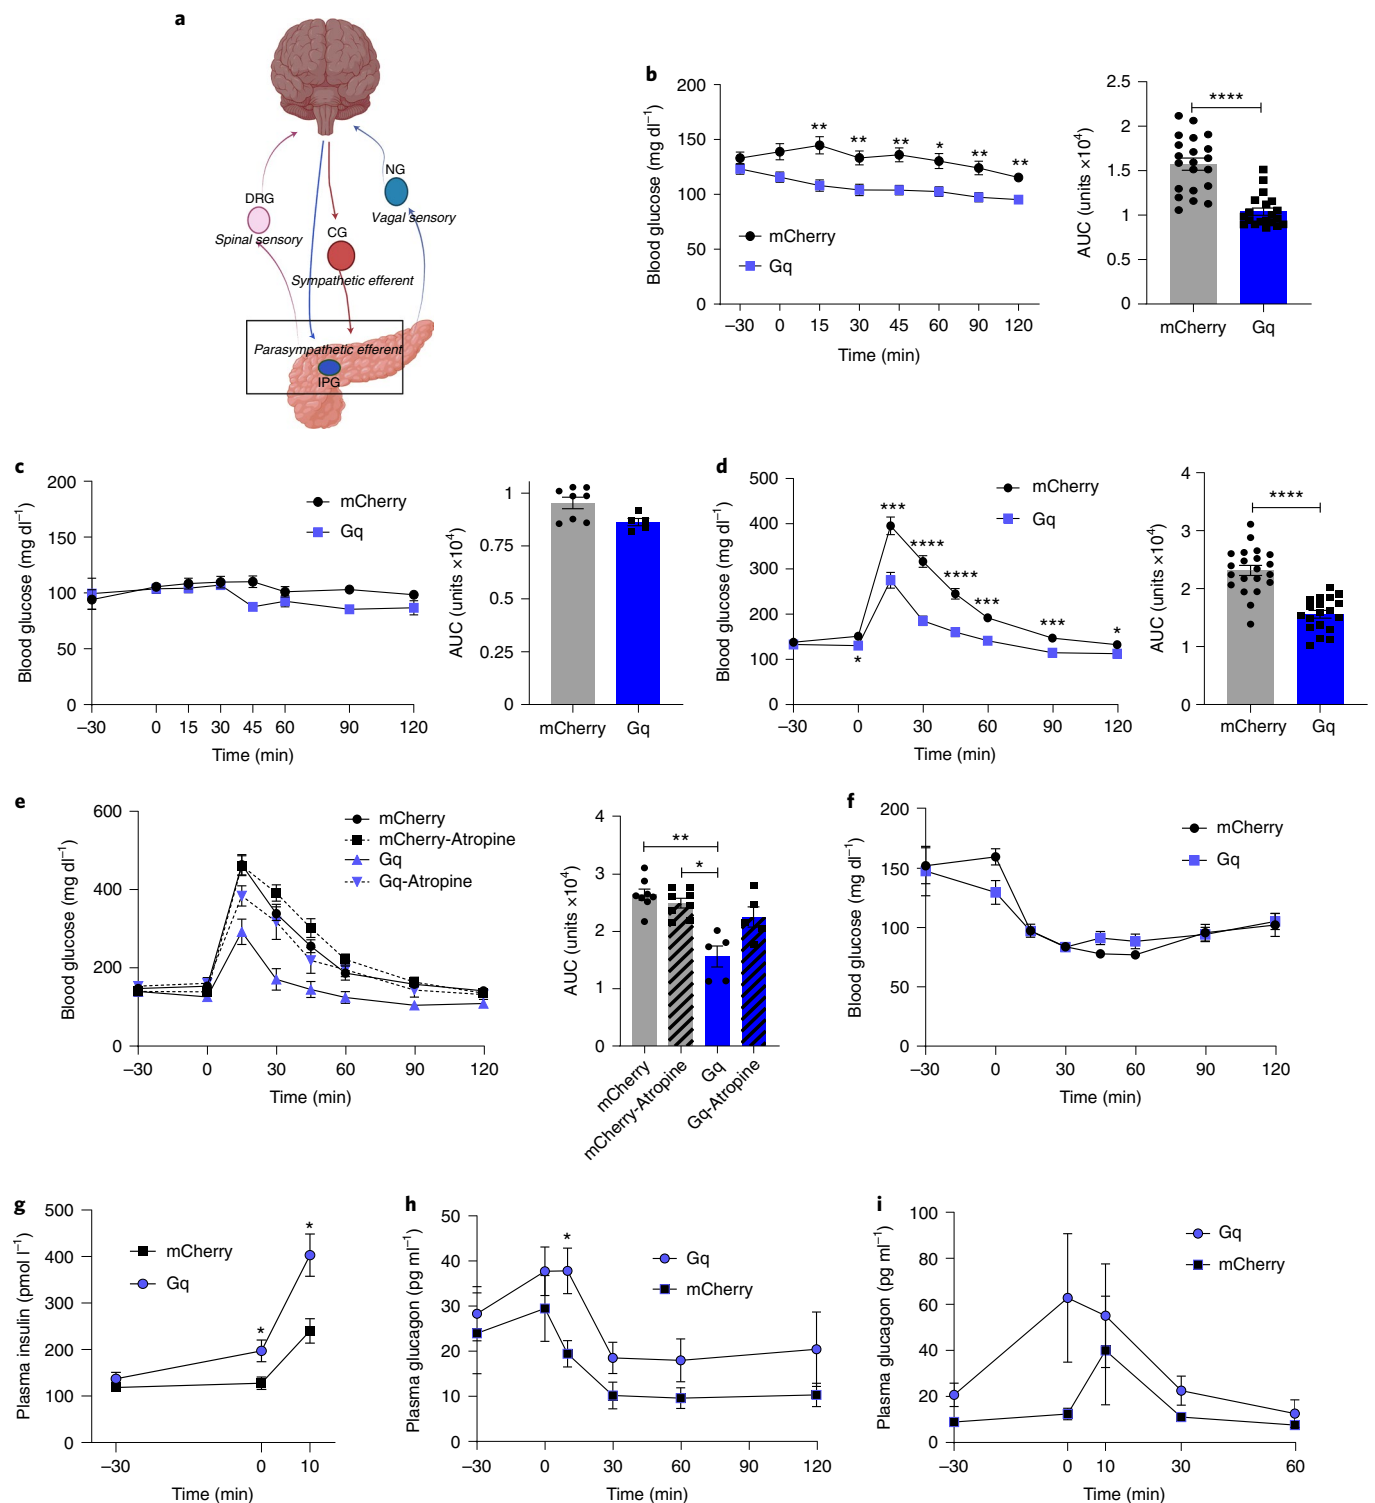 a
NG
DRG
Vagal sensory
Spinal sensory
CG
Sympathetic efferent
Parasympathetic efferent
IPG
b
Blood glucose (mg dl⁻¹)
200
150
100
50
0
** ** ** * ** **
mCherry
Gq
–30 0 15 30 45 60 90 120
Time (min)
AUC (units ×10⁴)
2.5
2
1.5
1
0.5
0
****
mCherry Gq
c
Blood glucose (mg dl⁻¹)
200
150
100
50
0
mCherry
Gq
–30 0 15 30 45 60 90 120
Time (min)
AUC (units ×10⁴)
1
0.75
0.5
0.25
0
mCherry Gq
d
Blood glucose (mg dl⁻¹)
500
400
300
200
100
0
mCherry
Gq
*** **** **** *** *** *
*
–30 0 30 60 90 120
Time (min)
AUC (units ×10⁴)
4
3
2
1
0
****
mCherry Gq
e
Blood glucose (mg dl⁻¹)
600
400
200
0
mCherry
mCherry-Atropine
Gq
Gq-Atropine
–30 0 30 60 90 120
Time (min)
AUC (units ×10⁴)
4
3
2
1
0
**
*
mCherry
mCherry-Atropine
Gq
Gq-Atropine
f
Blood glucose (mg dl⁻¹)
200
150
100
50
0
mCherry
Gq
–30 0 30 60 90 120
Time (min)
g
Plasma insulin (pmol l⁻¹)
500
400
300
200
100
0
mCherry
Gq
* *
–30 0 10
Time (min)
h
Plasma glucagon (pg ml⁻¹)
50
40
30
20
10
0
*
Gq
mCherry
–30 0 30 60 90 120
Time (min)
i
Plasma glucagon (pg ml⁻¹)
100
80
60
40
20
0
Gq
mCherry
–30 0 10 30 60
Time (min)